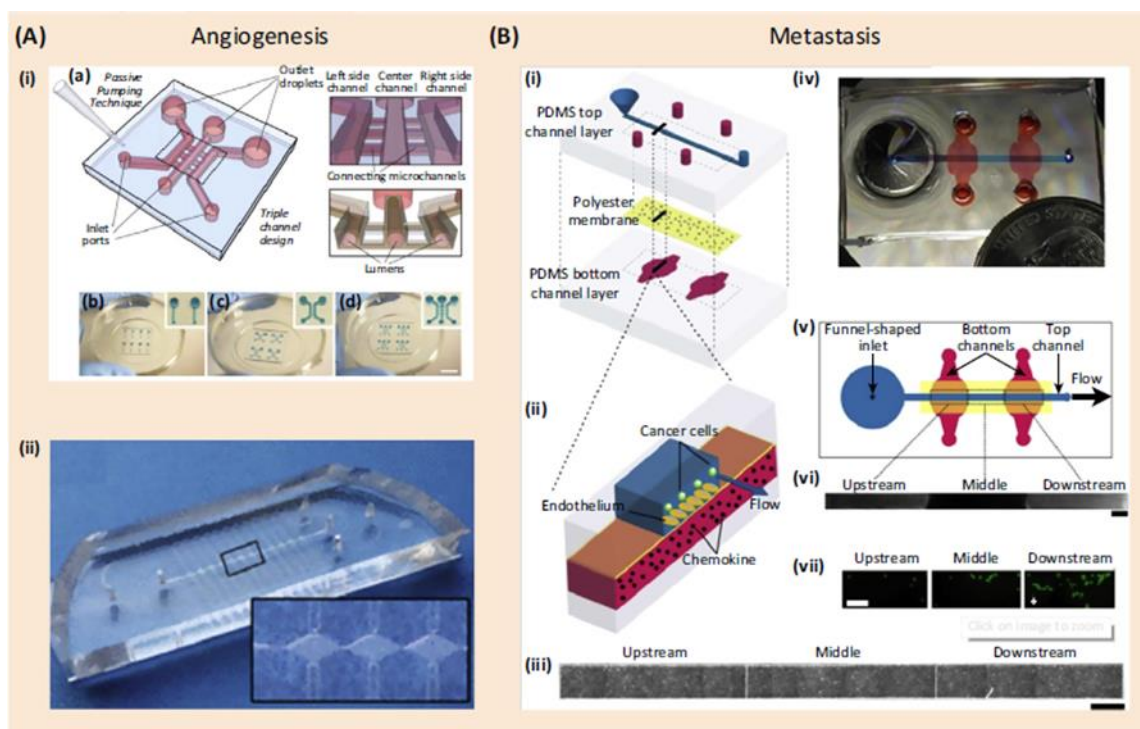 (A)
Angiogenesis
(i)
(a)
Passive
Pumping
Technique
Outlet
droplets
Left side
channel
Center
channel
Right side
channel
Connecting microchannels
Inlet
ports
Triple
channel
design
Lumens
(b)
(c)
(d)
(ii)
(B)
Metastasis
(i)
PDMS top
channel layer
Polyester
membrane
PDMS bottom
channel layer
(ii)
Cancer cells
Endothelium
Flow
Chemokine
(iv)
(v)
Funnel-shaped
inlet
Bottom
channels
Top
channel
Flow
(vi)
Upstream
Middle
Downstream
(vii)
Upstream
Middle
Downstream
Click on image to zoom
(iii)
Upstream
Middle
Downstream